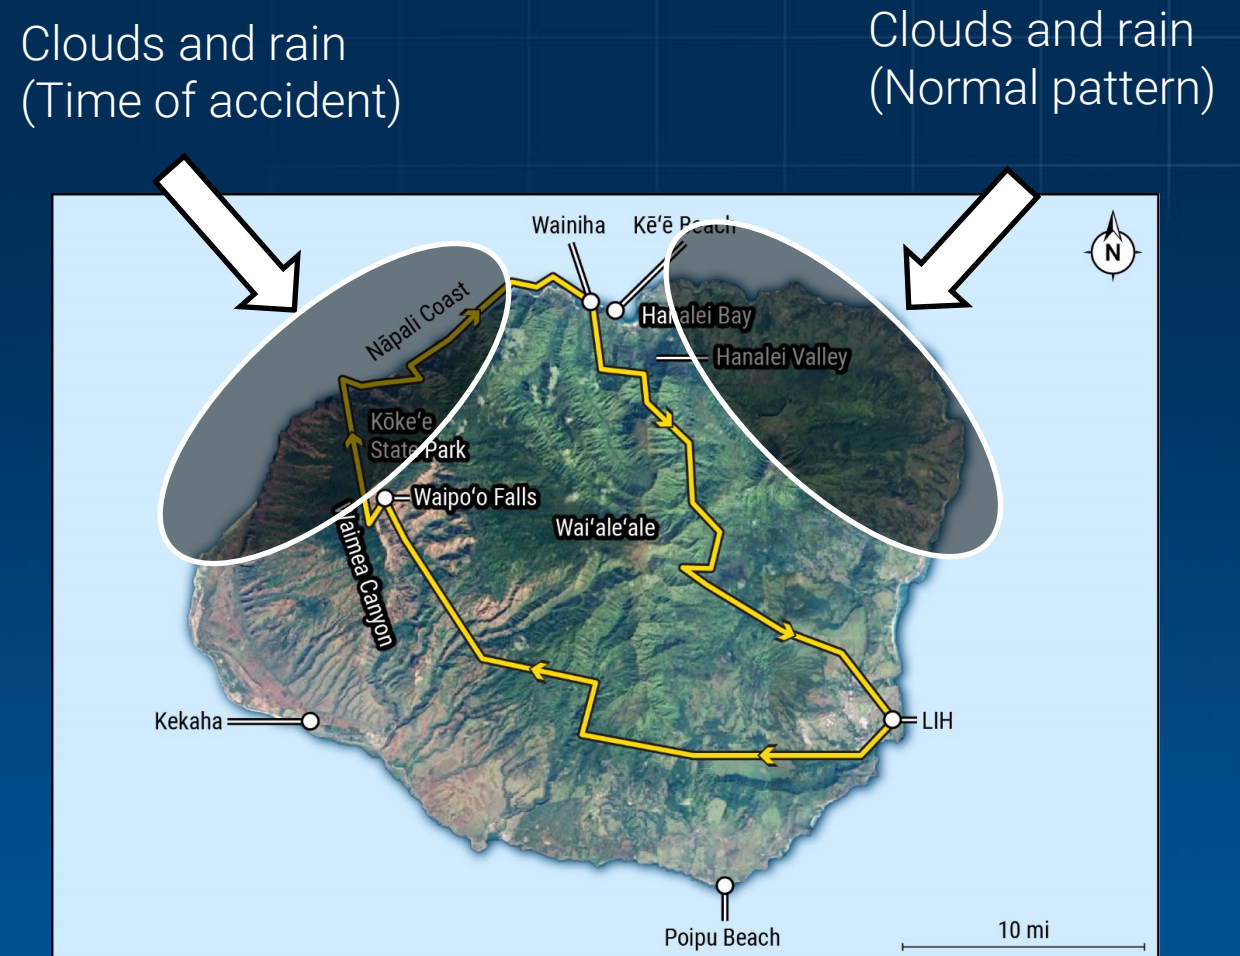 Clouds and rain
(Time of accident)
Clouds and rain
(Normal pattern)
Wainiha
Kēʻē Beach
N
Nāpali Coast
Hanalei Bay
Hanalei Valley
Kōkeʻe
State Park
Waipoʻo Falls
Waiʻaleʻale
Waimea Canyon
Kekaha
LIH
Poipu Beach
10 mi